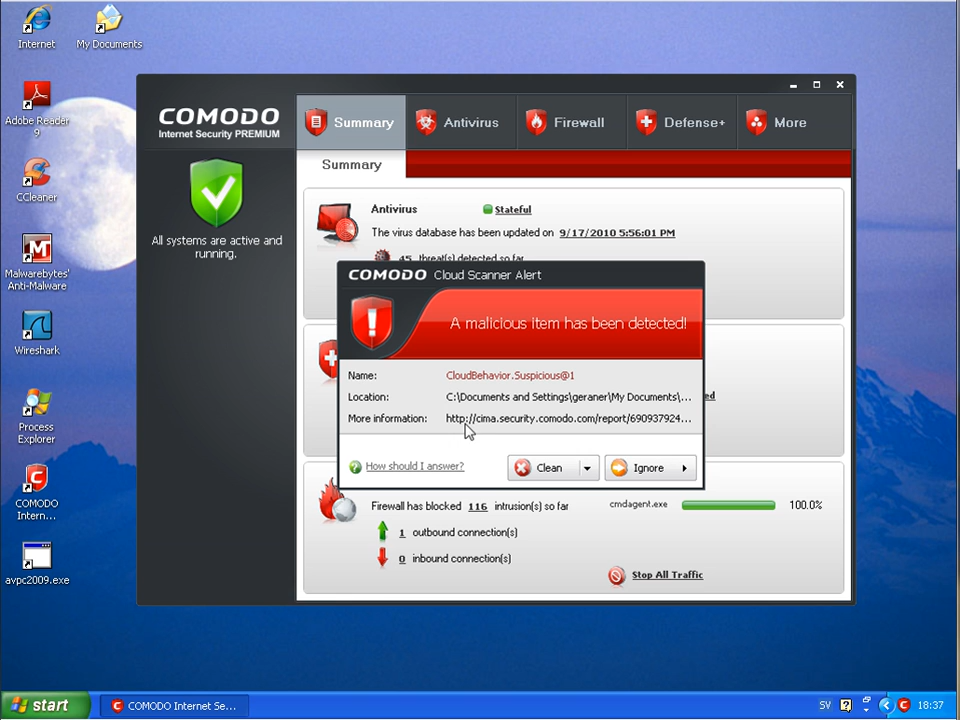 Internet
My Documents
Adobe Reader
9
CCleaner
Malwarebytes'
Anti-Malware
Wireshark
Process
Explorer
COMODO
Intern...
avpc2009.exe
COMODO
Internet Security PREMIUM
Summary
Antivirus
Firewall
Defense+
More
Summary
All systems are active and
running.
Antivirus
Stateful
The virus database has been updated on 9/17/2010 5:56:01 PM
45 threat(s) detected so far
COMODO Cloud Scanner Alert
A malicious item has been detected!
Name: CloudBehavior.Suspicious@1
Location: C:\Documents and Settings\geraner\My Documents\...
More information: http://cima.security.comodo.com/report/690937924...
How should I answer?
Clean
Ignore
Firewall has blocked 116 intrusion(s) so far
cmdagent.exe
100.0%
1 outbound connection(s)
0 inbound connection(s)
Stop All Traffic
start
COMODO Internet Se...
SV
18:37